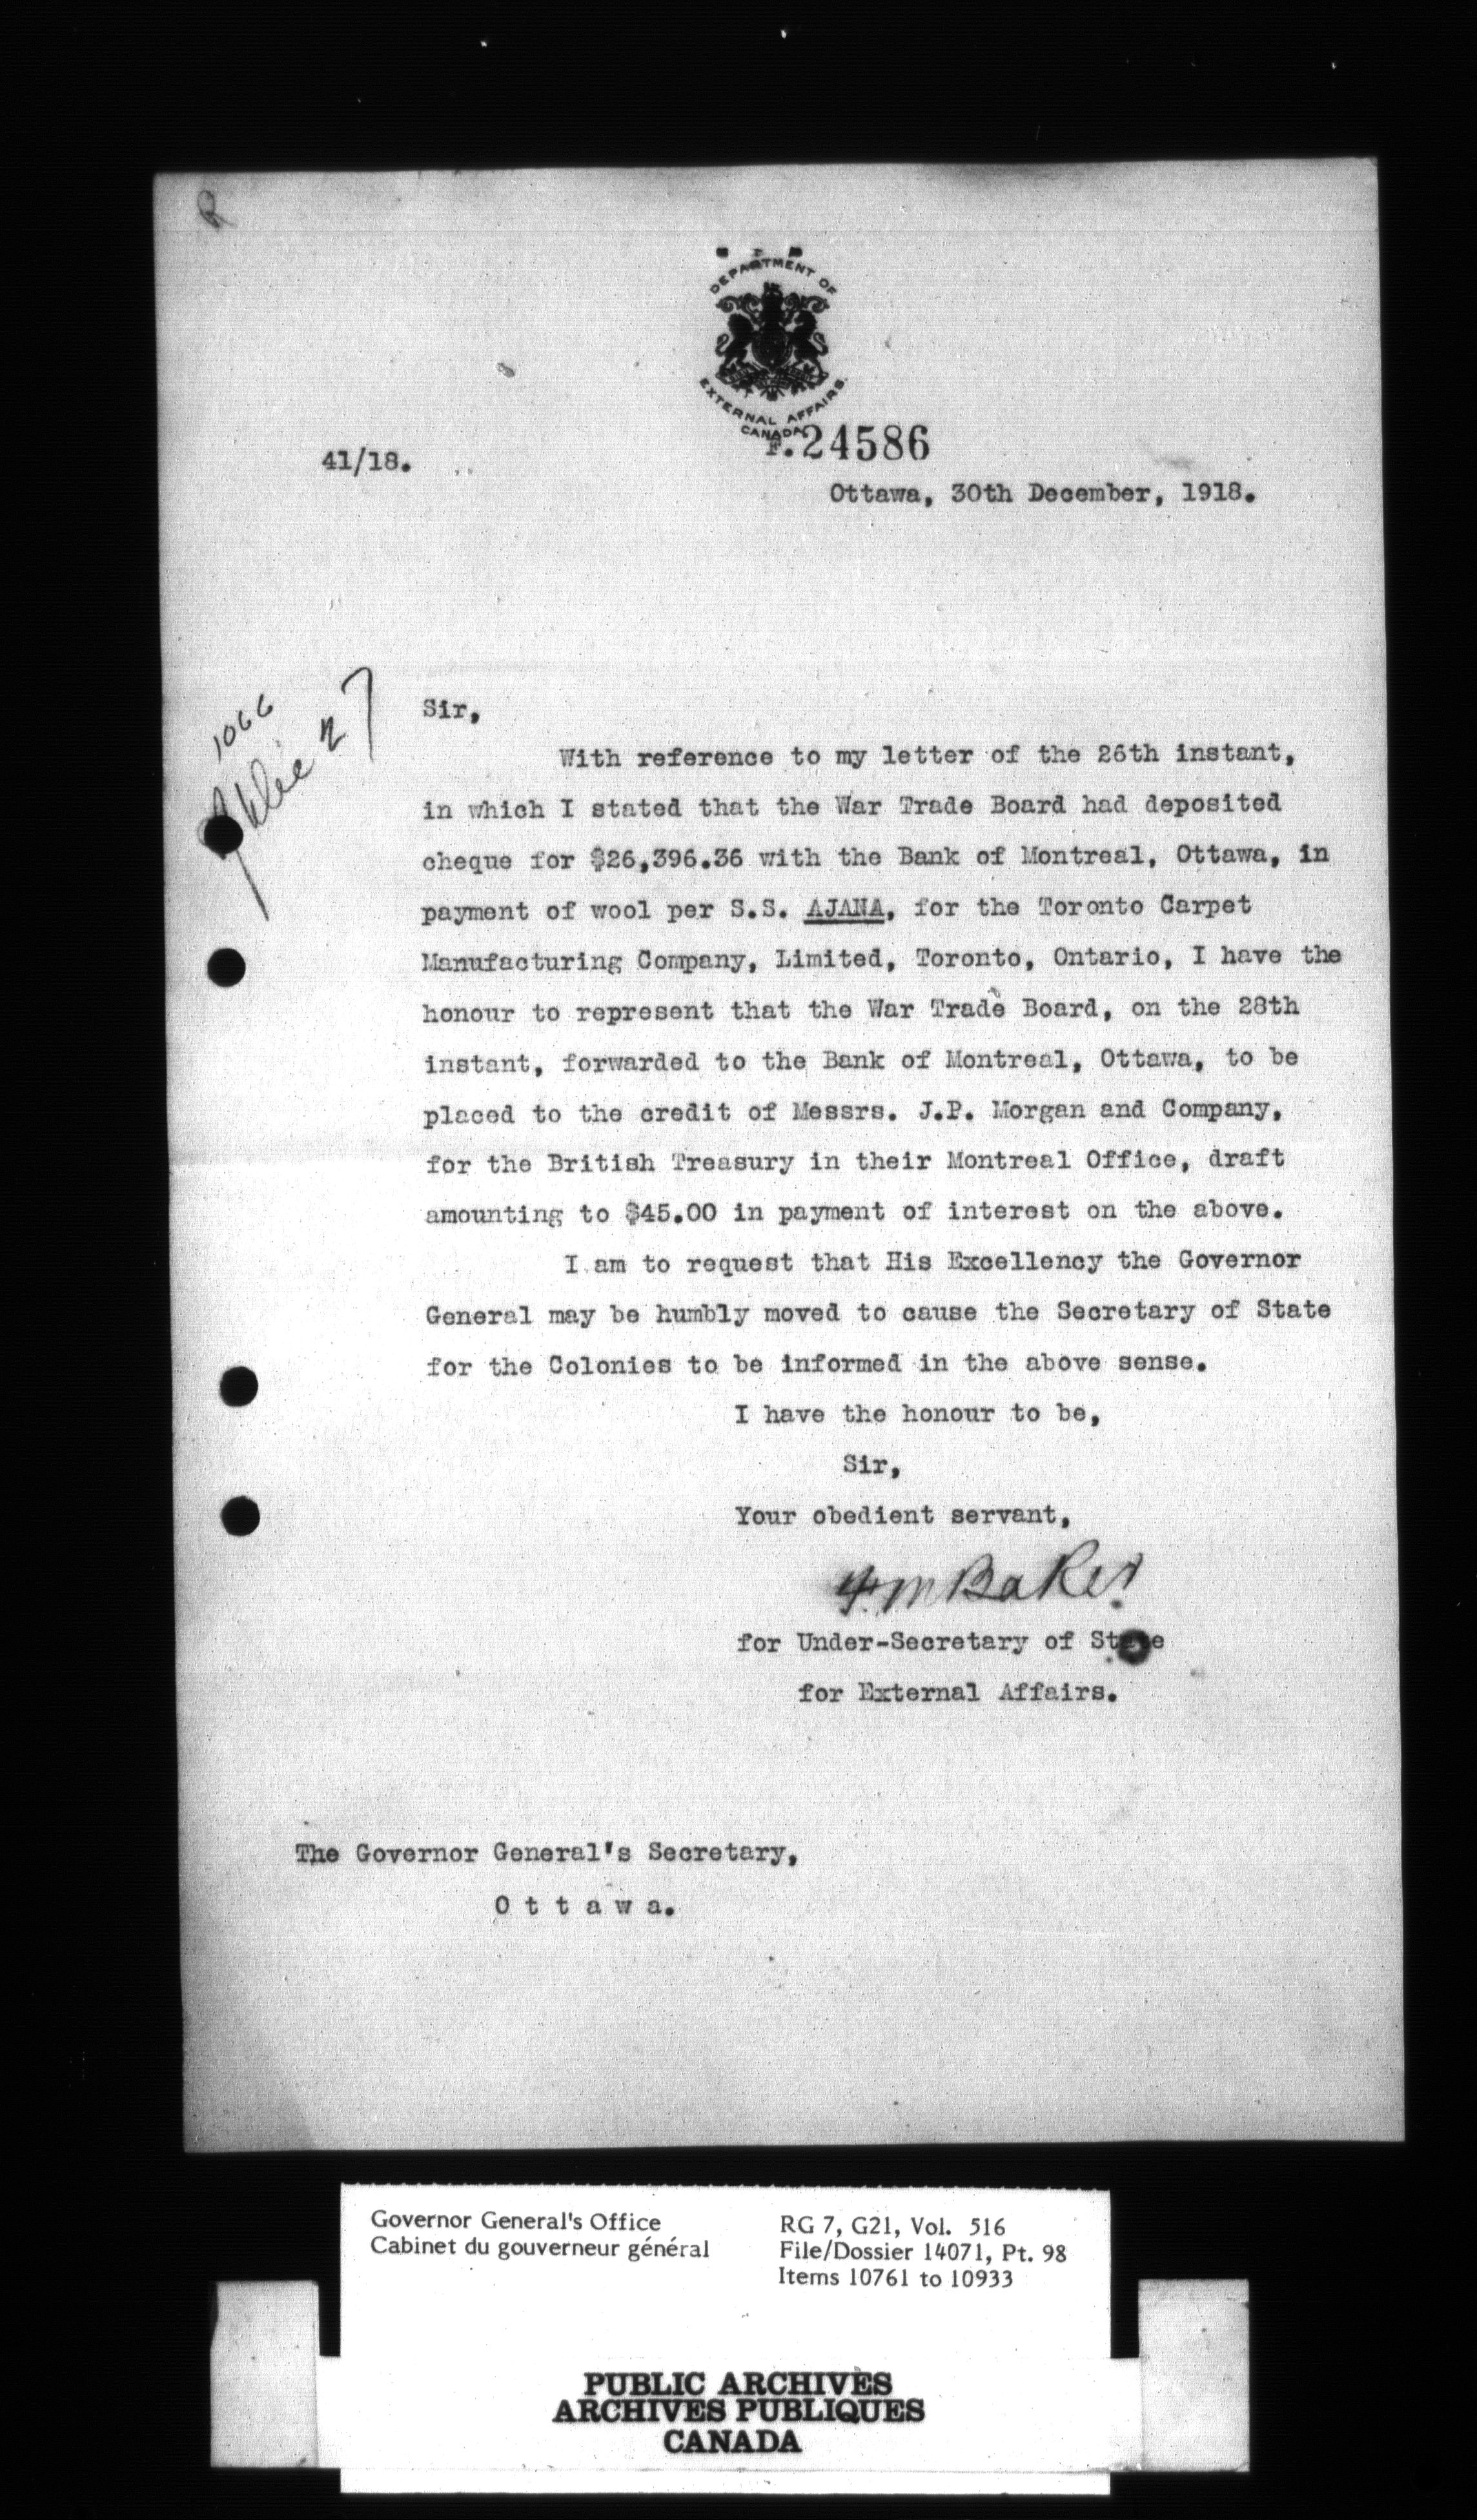 DEPARTMENT OF
EXTERNAL AFFAIRS.
CANADA
F.24586
41/18.
Ottawa, 30th December, 1918.
1066
Sir,
With reference to my letter of the 26th instant,
in which I stated that the War Trade Board had deposited
cheque for $26,396.36 with the Bank of Montreal, Ottawa, in
payment of wool per S.S. AJANA, for the Toronto Carpet
Manufacturing Company, Limited, Toronto, Ontario, I have the
honour to represent that the War Trade Board, on the 28th
instant, forwarded to the Bank of Montreal, Ottawa, to be
placed to the credit of Messrs. J.P. Morgan and Company,
for the British Treasury in their Montreal Office, draft
amounting to $45.00 in payment of interest on the above.
I am to request that His Excellency the Governor
General may be humbly moved to cause the Secretary of State
for the Colonies to be informed in the above sense.
I have the honour to be,
Sir,
Your obedient servant,
F.M Baker
for Under-Secretary of State
for External Affairs.
The Governor General's Secretary,
O t t a w a.
Governor General's Office
Cabinet du gouverneur général
RG 7, G21, Vol. 516
File/Dossier 14071, Pt. 98
Items 10761 to 10933
PUBLIC ARCHIVES
ARCHIVES PUBLIQUES
CANADA